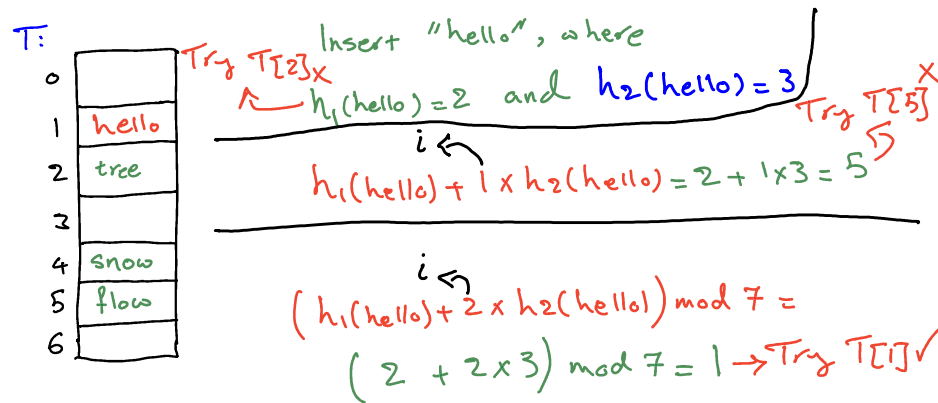 T:
0
1 hello
2 tree
3
4 snow
5 flow
6
Insert "hello", where
Try T[2] x
h₁(hello) = 2 and h₂(hello) = 3
Try T[5] x
i
h₁(hello) + 1 x h₂(hello) = 2 + 1x3 = 5
i
(h₁(hello) + 2 x h₂(hello)) mod 7 =
(2 + 2x3) mod 7 = 1 → Try T[1] ✓